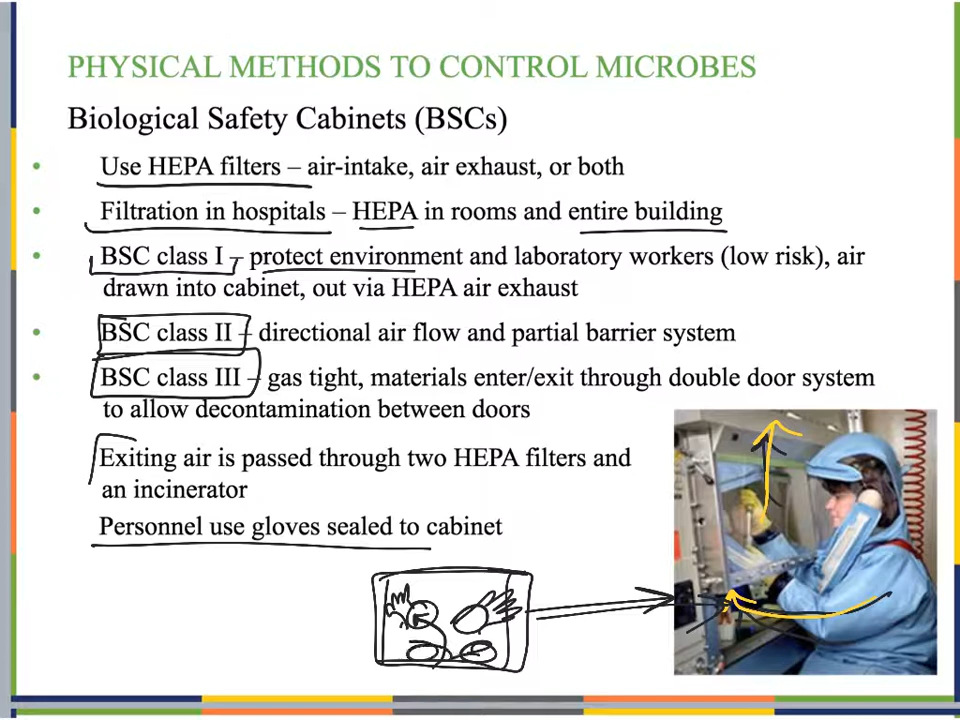 PHYSICAL METHODS TO CONTROL MICROBES
Biological Safety Cabinets (BSCs)
• Use HEPA filters – air-intake, air exhaust, or both
• Filtration in hospitals – HEPA in rooms and entire building
• BSC class I – protect environment and laboratory workers (low risk), air
drawn into cabinet, out via HEPA air exhaust
• BSC class II – directional air flow and partial barrier system
• BSC class III – gas tight, materials enter/exit through double door system
to allow decontamination between doors
Exiting air is passed through two HEPA filters and
an incinerator
Personnel use gloves sealed to cabinet